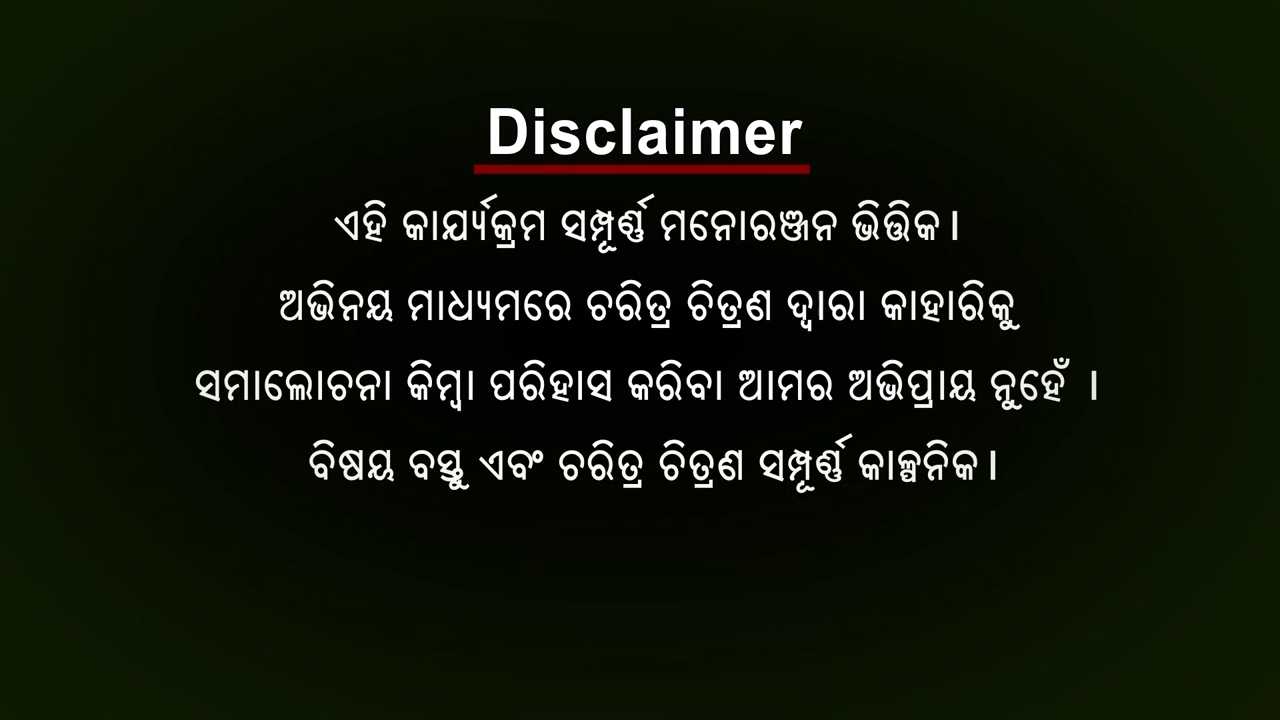 Disclaimer
ଏହି କାର୍ଯ୍ୟକ୍ରମ ସମ୍ପୂର୍ଣ୍ଣ ମନୋରଞ୍ଜନ ଭିତ୍ତିକ।
ଅଭିନୟ ମାଧ୍ୟମରେ ଚରିତ୍ର ଚିତ୍ରଣ ଦ୍ୱାରା କାହାରିକୁ
ସମାଲୋଚନା କିମ୍ବା ପରିହାସ କରିବା ଆମର ଅଭିପ୍ରାୟ ନୁହେଁ ।
ବିଷୟ ବସ୍ତୁ ଏବଂ ଚରିତ୍ର ଚିତ୍ରଣ ସମ୍ପୂର୍ଣ୍ଣ କାଳ୍ପନିକ।